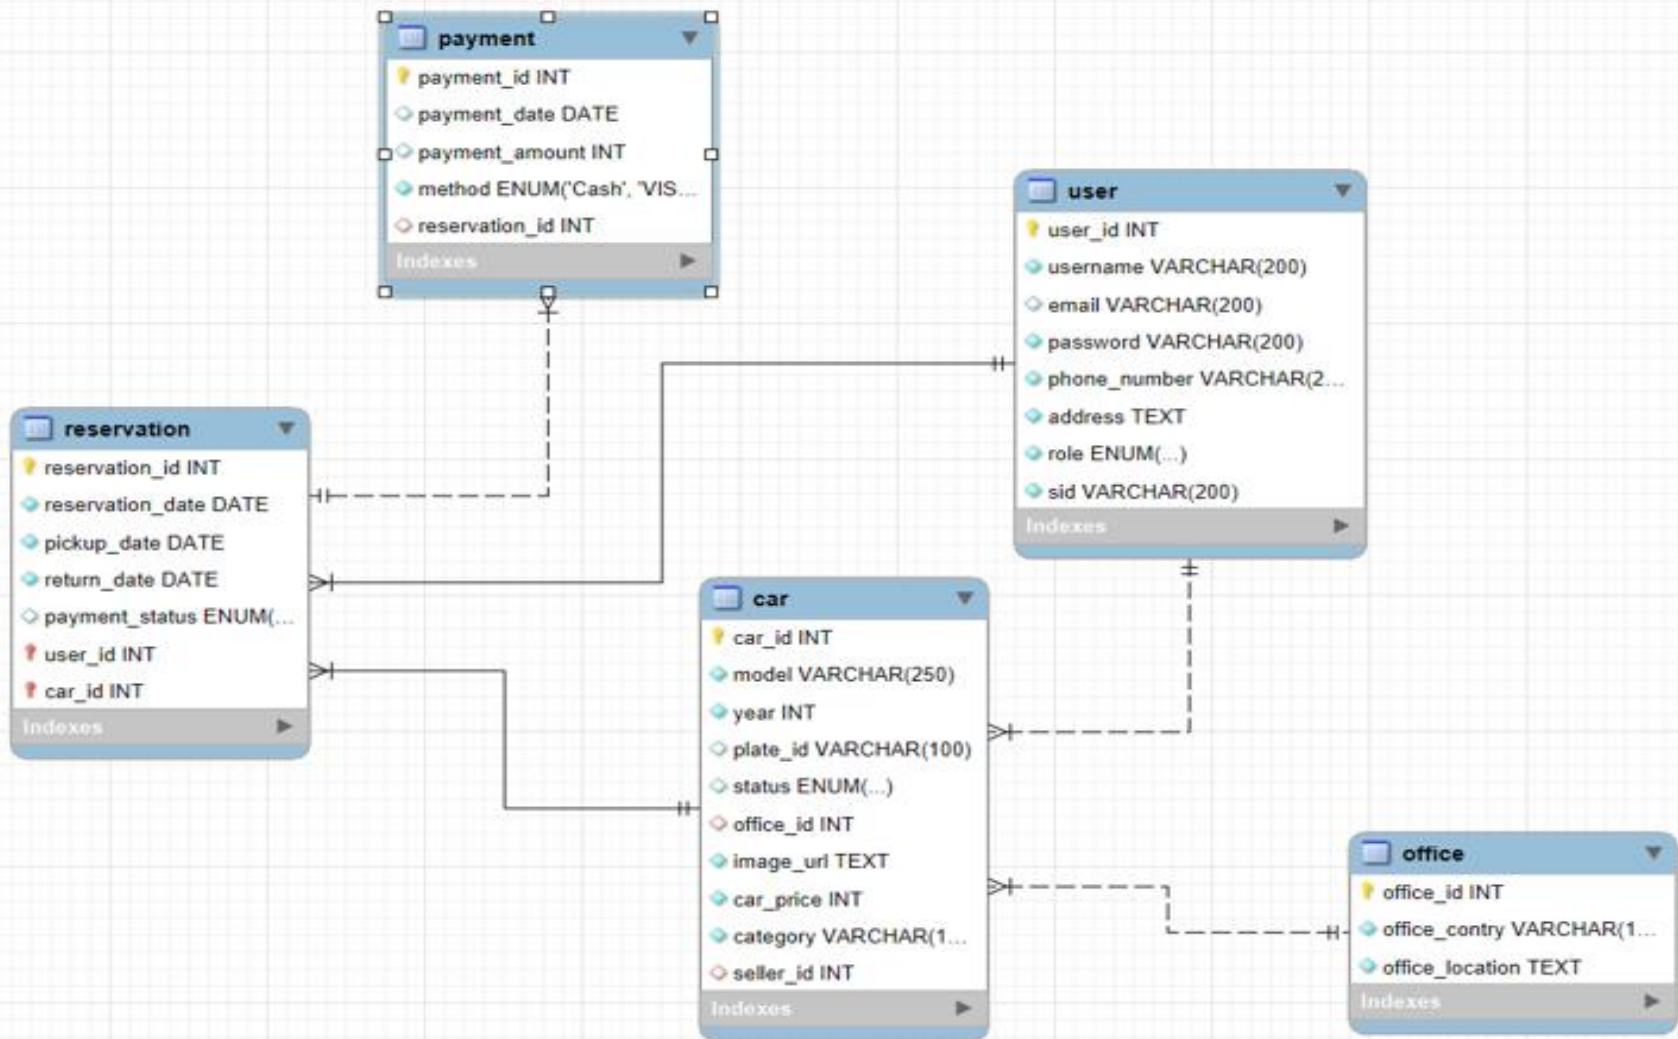 payment
payment_id INT
payment_date DATE
payment_amount INT
method ENUM('Cash', 'VIS...
reservation_id INT
Indexes
user
user_id INT
username VARCHAR(200)
email VARCHAR(200)
password VARCHAR(200)
phone_number VARCHAR(2...
address TEXT
role ENUM(...)
sid VARCHAR(200)
Indexes
reservation
reservation_id INT
reservation_date DATE
pickup_date DATE
return_date DATE
payment_status ENUM(...
user_id INT
car_id INT
Indexes
car
car_id INT
model VARCHAR(250)
year INT
plate_id VARCHAR(100)
status ENUM(...)
office_id INT
image_url TEXT
car_price INT
category VARCHAR(1...
seller_id INT
Indexes
office
office_id INT
office_contry VARCHAR(1...
office_location TEXT
Indexes